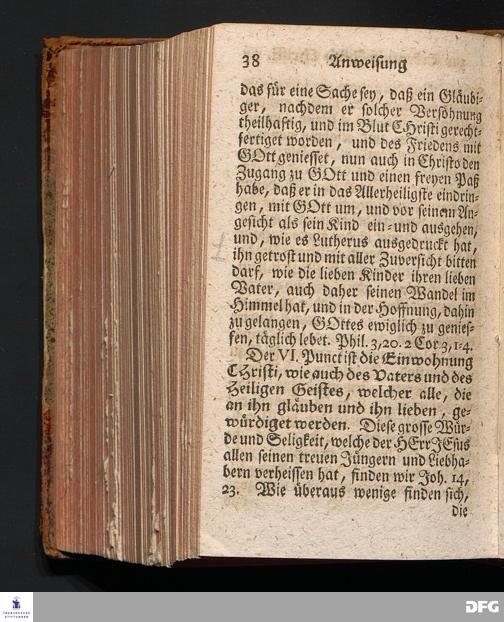 38 Anweisung
das für eine Sache sey, daß ein Gläubi-
ger, nachdem er solcher Versöhnung
theilhaftig, und im Blut CHristi gerecht-
fertiget worden, und des Friedens mit
GOtt geniesset, nun auch in Christo den
Zugang zu GOtt und einen freyen Paß
habe, daß er in das Allerheiligste eindrin-
gen, mit GOtt um, und vor seinem An-
gesicht als sein Kind ein- und ausgehen,
und, wie es Lutherus ausgedruckt hat,
ihn getrost und mit aller Zuversicht bitten
darf, wie die lieben Kinder ihren lieben
Vater, auch daher seinen Wandel im
Himmel hat, und in der Hoffnung, dahin
zu gelangen, GOttes ewiglich zu genies-
sen, täglich lebet. Phil. 3, 20. 2 Cor 3, 1-4.
Der VI. Punct ist die Einwohnung
CHristi, wie auch des Vaters und des
Heiligen Geistes, welcher alle, die
an ihn gläuben und ihn lieben, ge-
würdiget werden. Diese grosse Wür-
de und Seligkeit, welche der HErr JEsus
allen seinen treuen Jüngern und Liebha-
bern verheissen hat, finden wir Joh. 14,
23. Wie überaus wenige finden sich,
die
FRANCKESCHE
STIFTUNGEN
DFG